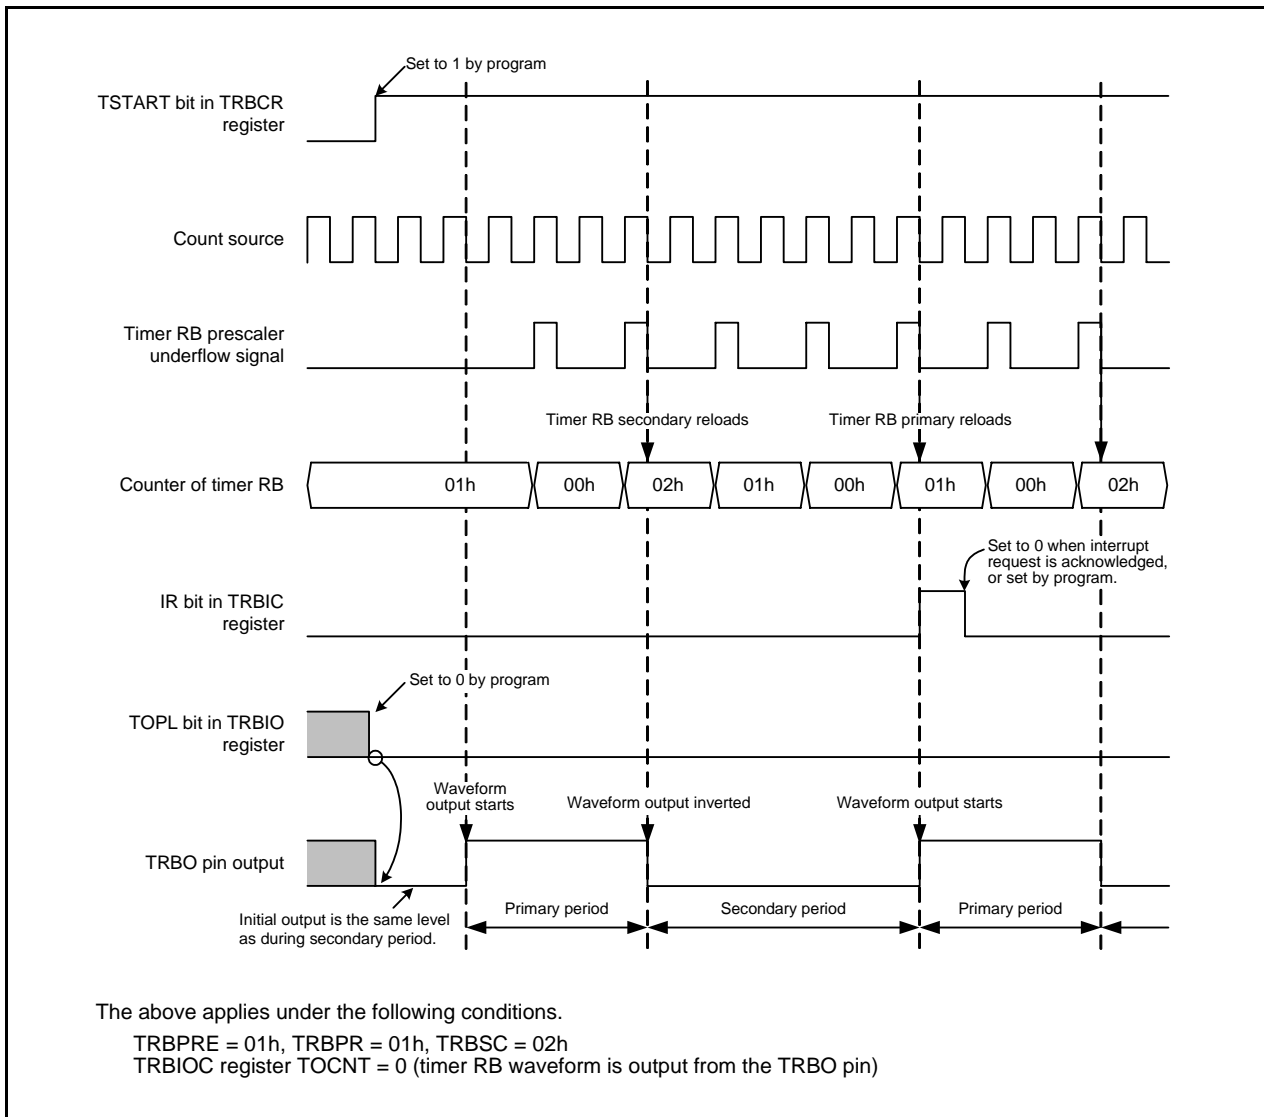 Set to 1 by program
TSTART bit in TRBCR
register
Count source
Timer RB prescaler
underflow signal
Timer RB secondary reloads
Timer RB primary reloads
Counter of timer RB
01h
00h
02h
01h
00h
01h
00h
02h
Set to 0 when interrupt
request is acknowledged,
or set by program.
IR bit in TRBIC
register
Set to 0 by program
TOPL bit in TRBIO
register
Waveform
output starts
Waveform output inverted
Waveform output starts
TRBO pin output
Initial output is the same level
as during secondary period.
Primary period
Secondary period
Primary period
The above applies under the following conditions.
TRBPRE = 01h, TRBPR = 01h, TRBSC = 02h
TRBIOC register TOCNT = 0 (timer RB waveform is output from the TRBO pin)